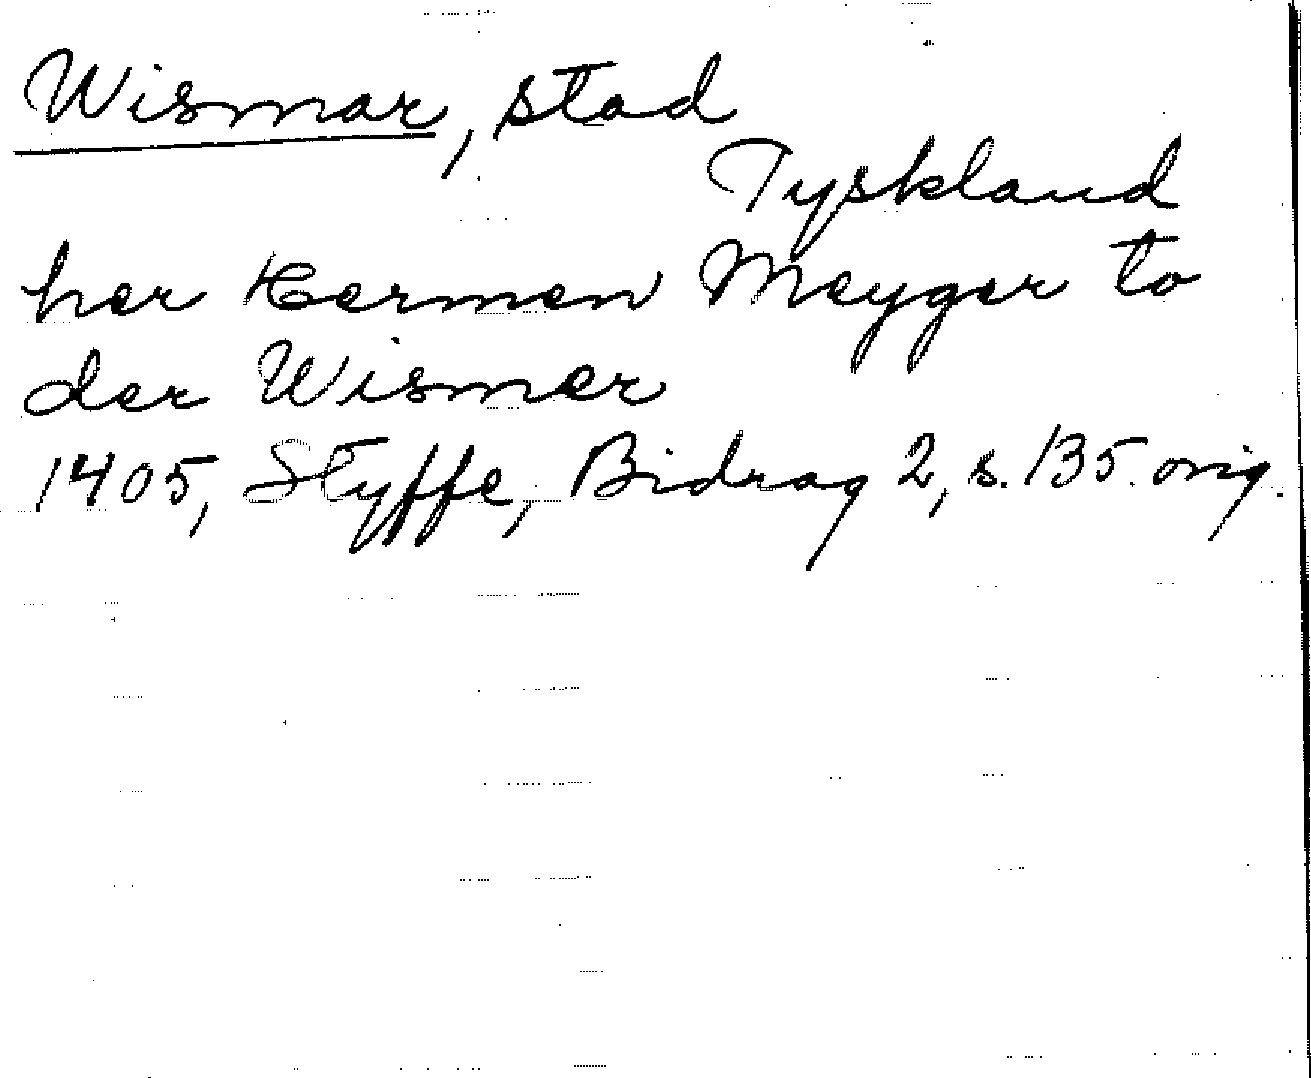 Wismar, stad
Tyskland
her Hermen Meyger to
der Wismer
1405, Styffe, Bidrag 2, s. 135. orig.